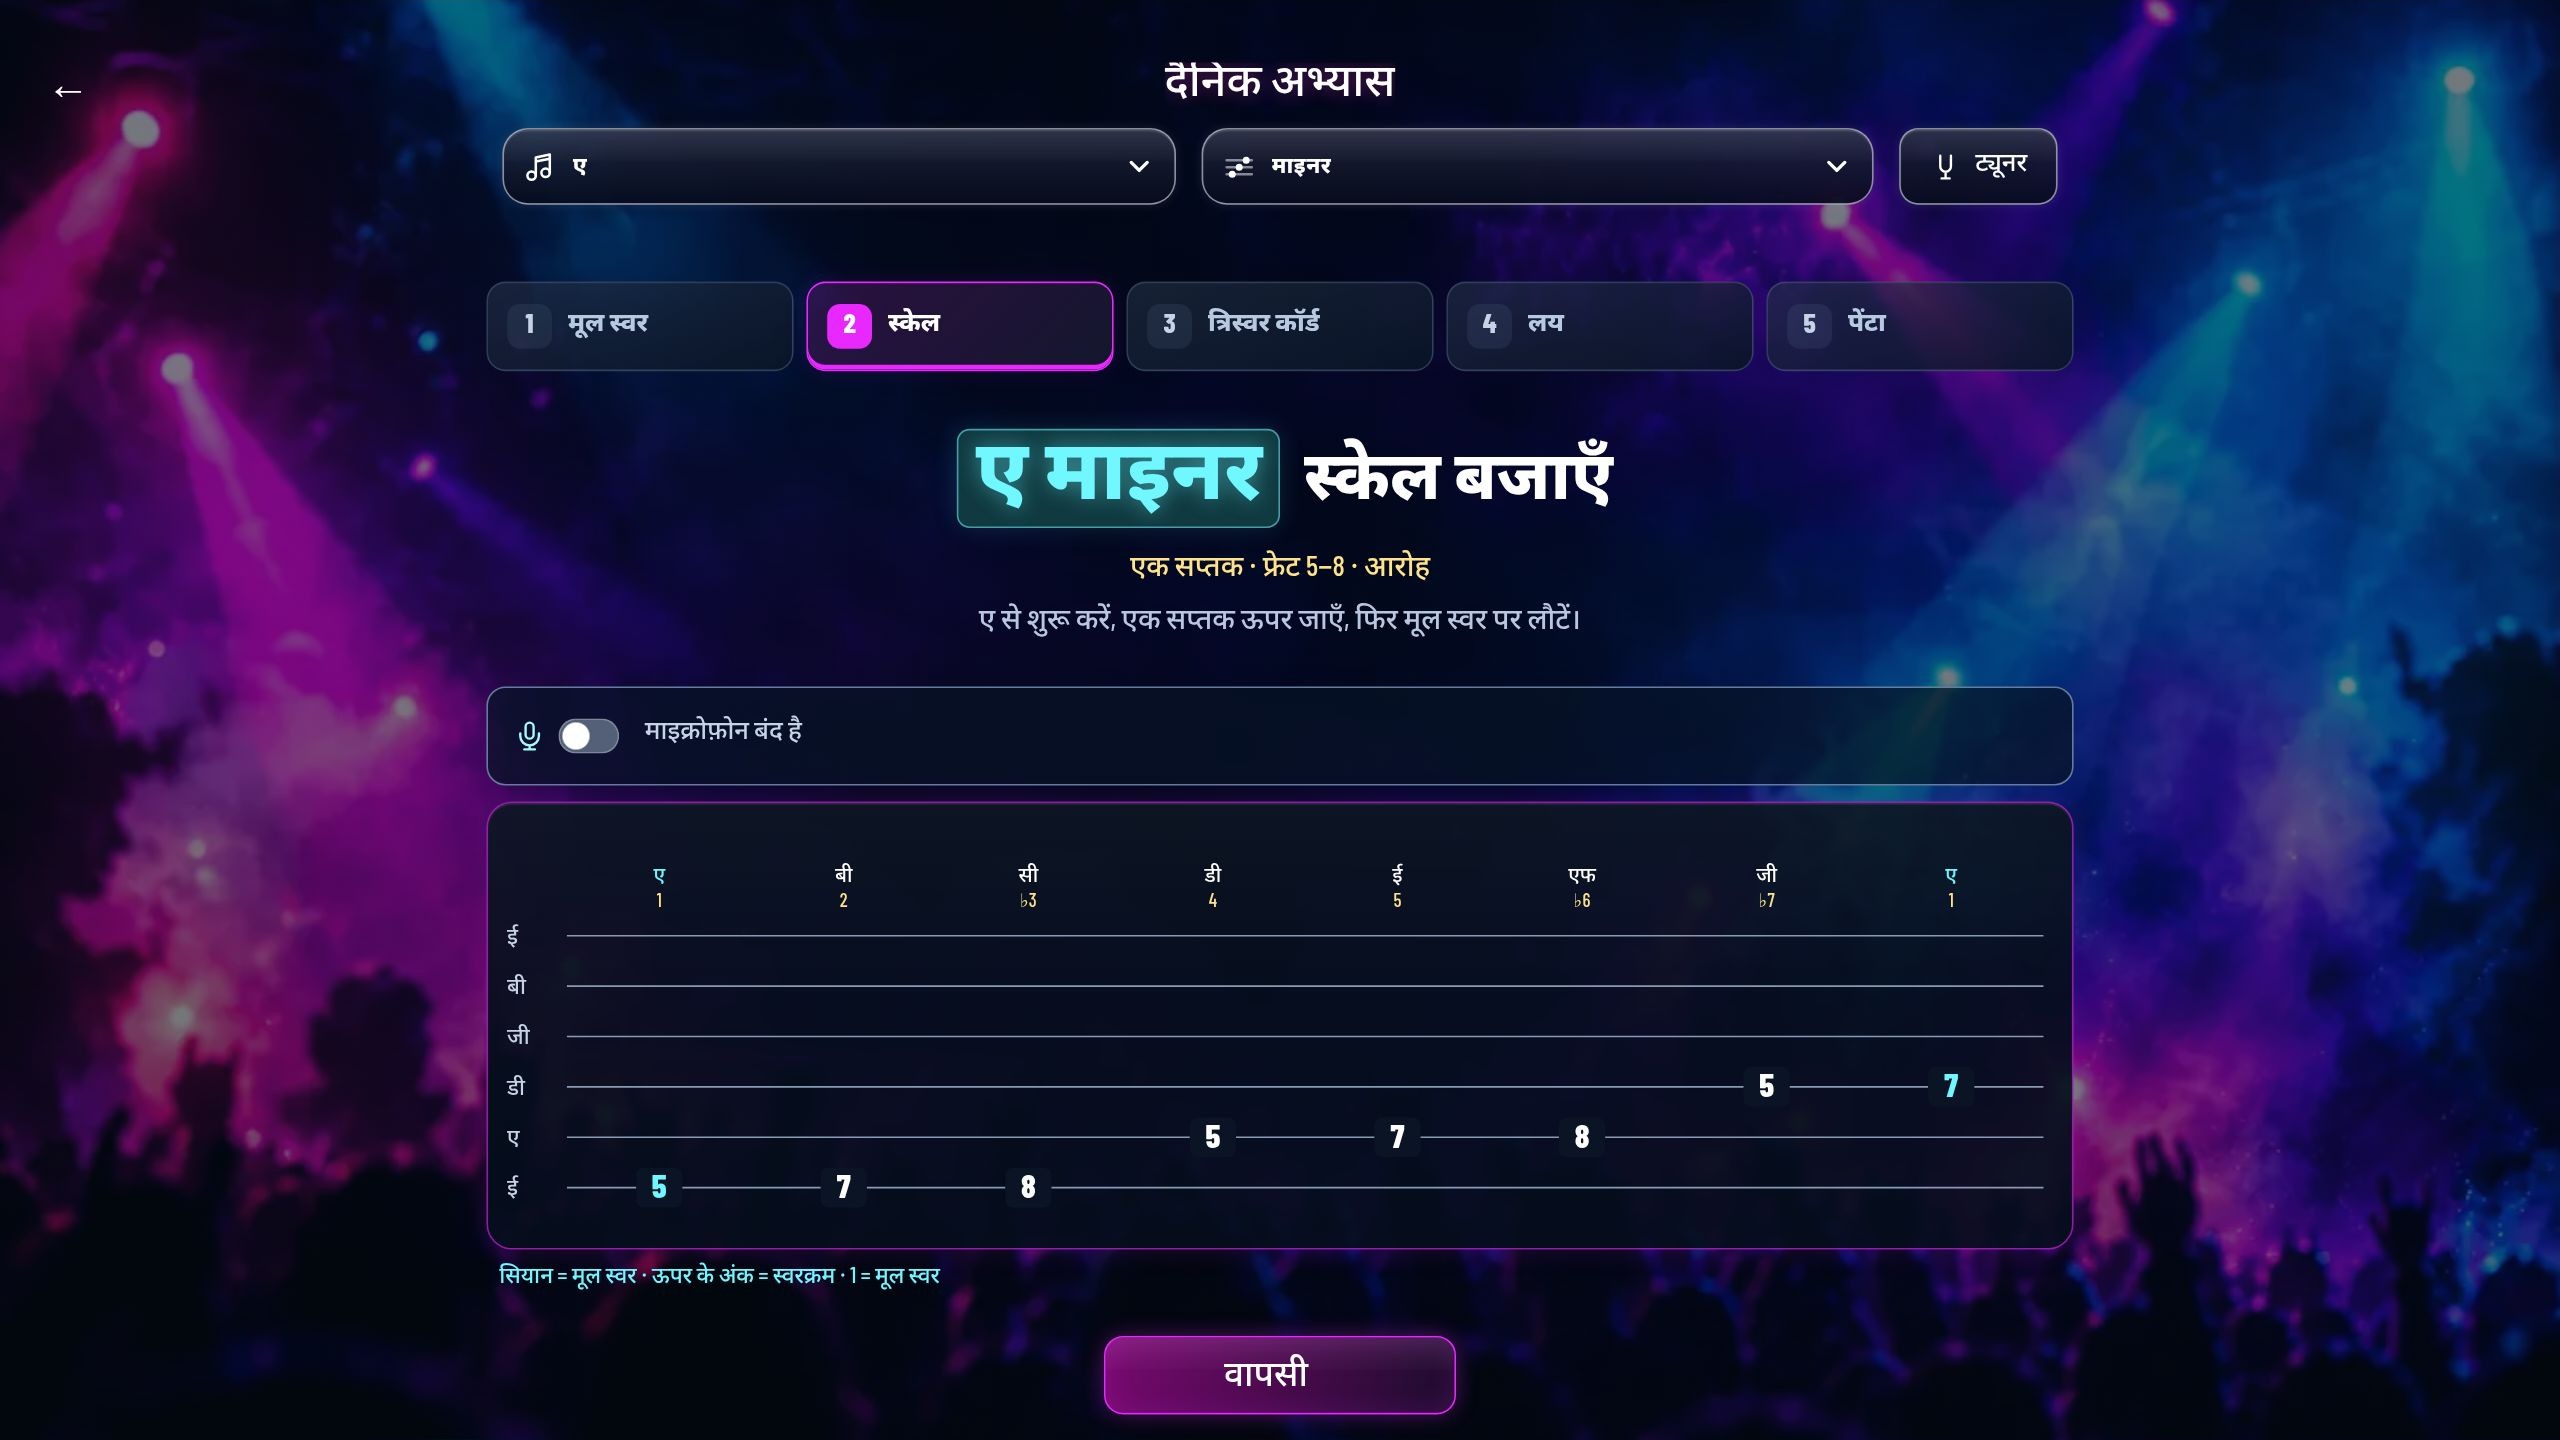 दैनिक अभ्यास
←
ए
माइनर
ट्यूनर
1 मूल स्वर
2 स्केल
3 त्रिस्वर कॉर्ड
4 लय
5 पेंटा
ए माइनर स्केल बजाएँ
एक सप्तक · फ्रेट 5–8 · आरोह
ए से शुरू करें, एक सप्तक ऊपर जाएँ, फिर मूल स्वर पर लौटें।
माइक्रोफ़ोन बंद है
ए बी सी डी ई एफ जी ए
1 2 ♭3 4 5 ♭6 ♭7 1
ई
बी
जी
डी 5 7
ए 5 7 8
ई 5 7 8
सियान = मूल स्वर · ऊपर के अंक = स्वरक्रम · 1 = मूल स्वर
वापसी